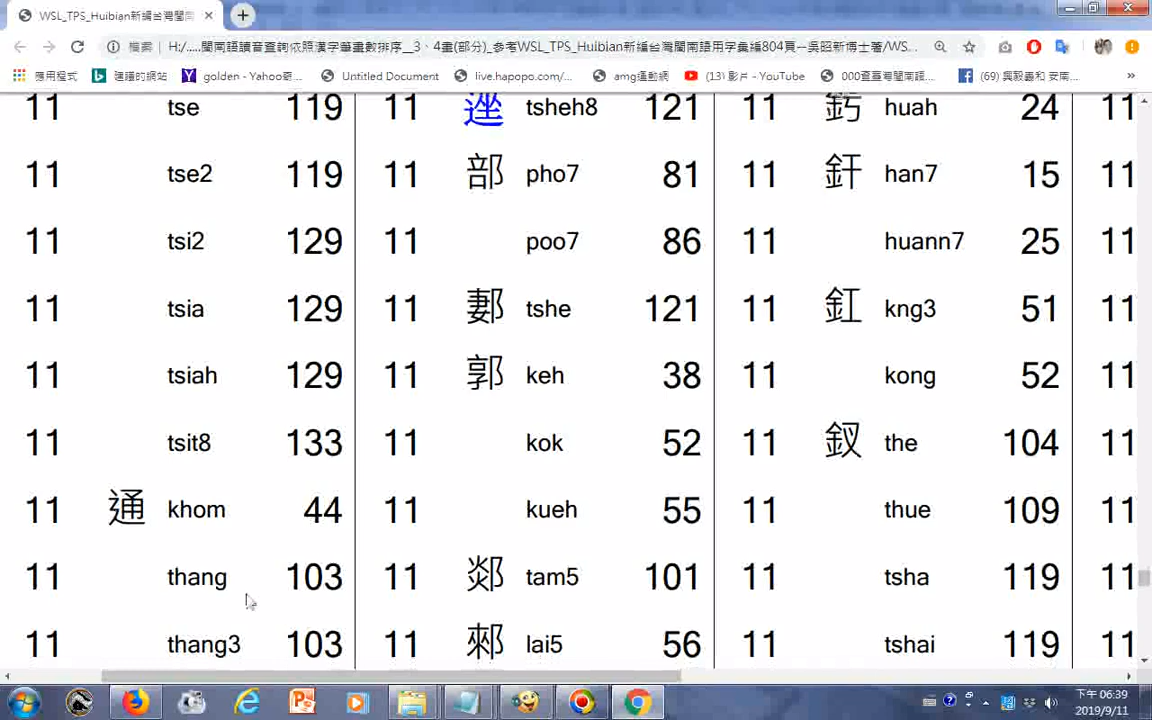 WSL_TPS_Huibian新編台灣閩南
檔案 H:/.....閩南語讀音查詢依照漢字筆畫數排序__3、4畫(部分)_參考WSL_TPS_Huibian新編台灣閩南語用字彙編804頁--吳昭新博士著/WS...
應用程式 建議的網站 golden - Yahoo奇... Untitled Document live.hapopo.com/... amg運動網 (13) 影片 - YouTube 000查臺灣閩南語... (69) 興毅義和 安南... »
11 tse 119 11 tsheh8 121 11 釫 huah 24 11
11 tse2 119 11 部 pho7 81 11 釬 han7 15 11
11 tsi2 129 11 poo7 86 11 huann7 25 11
11 tsia 129 11 郪 tshe 121 11 釭 kng3 51 11
11 tsiah 129 11 郭 keh 38 11 kong 52 11
11 tsit8 133 11 kok 52 11 釵 the 104 11
11 通 khom 44 11 kueh 55 11 thue 109 11
11 thang 103 11 郯 tam5 101 11 tsha 119 11
11 thang3 103 11 郲 lai5 56 11 tshai 119 11
下午 06:39
2019/9/11